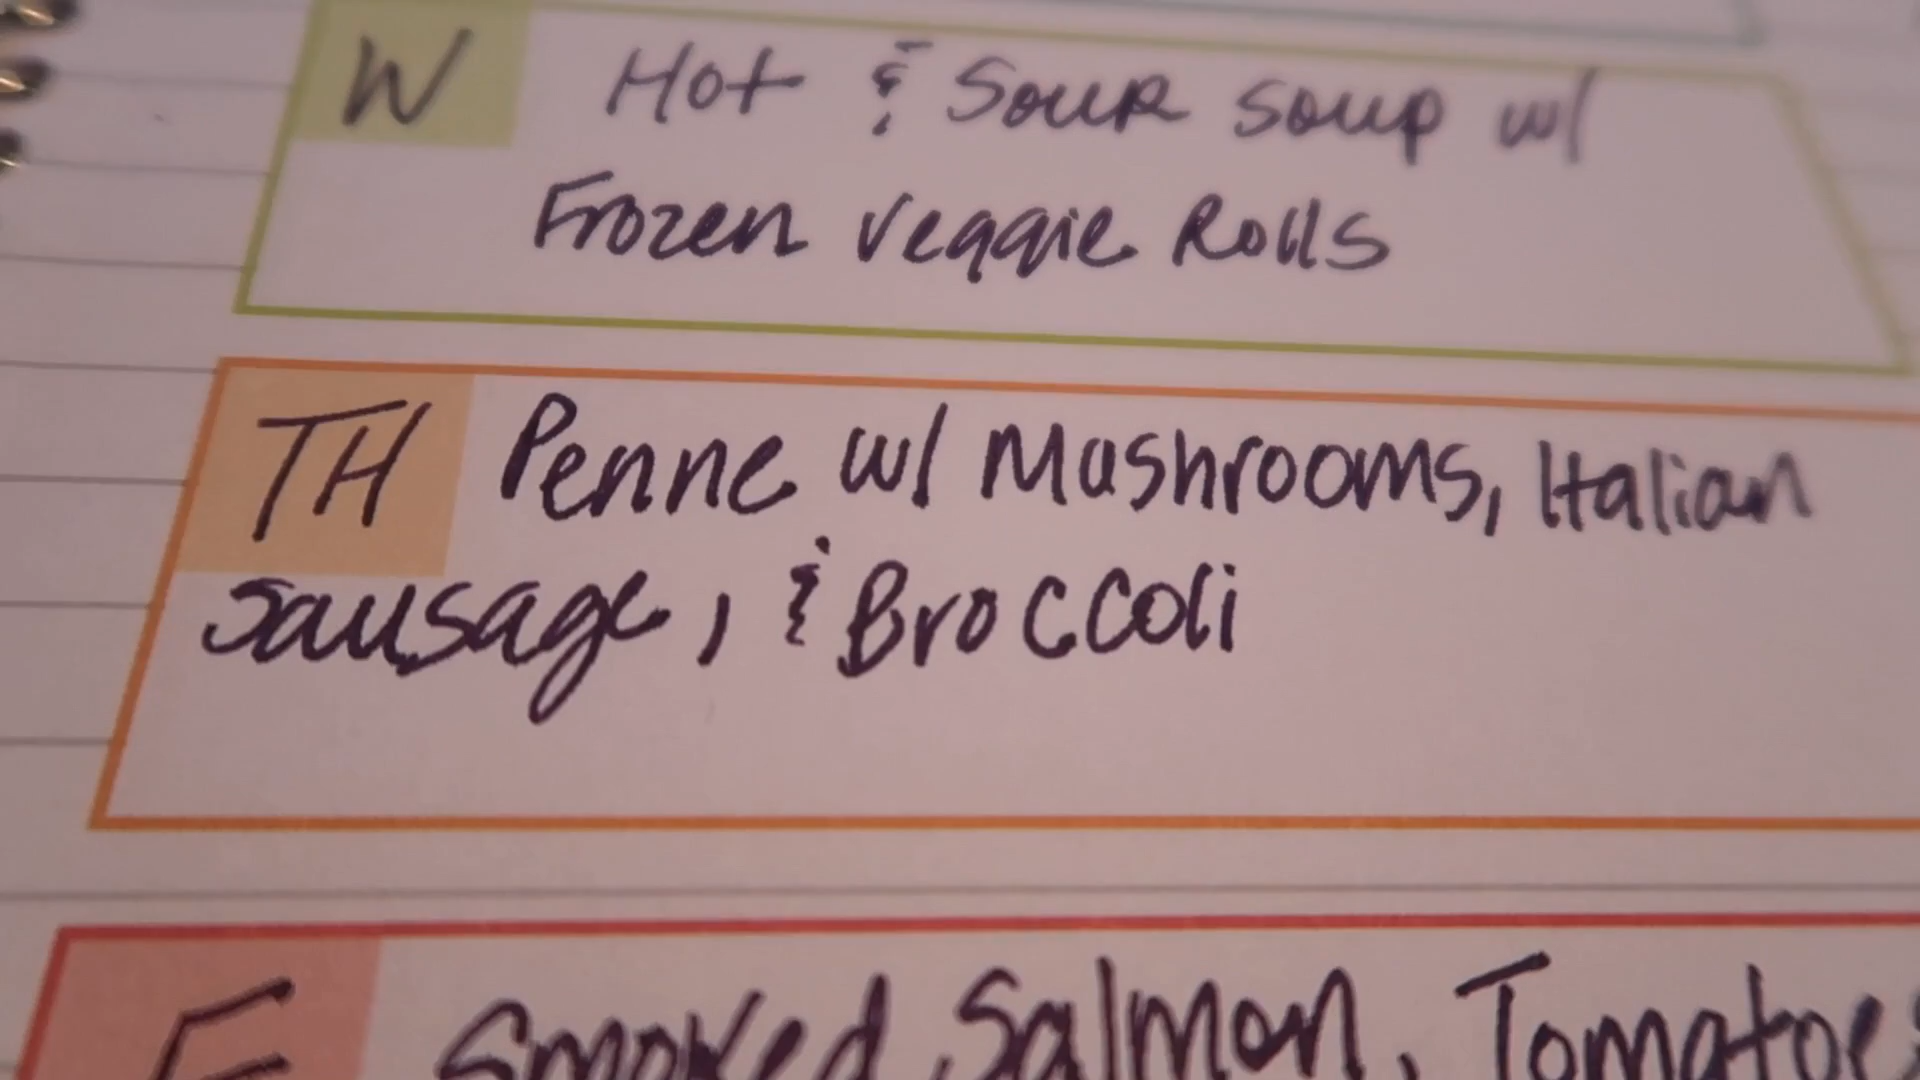 W Hot & Sour Soup w/
Frozen Veggie Rolls
TH Penne w/ Mushrooms, Italian
Sausage, & Broccoli
F Smoked Salmon, Tomatoes